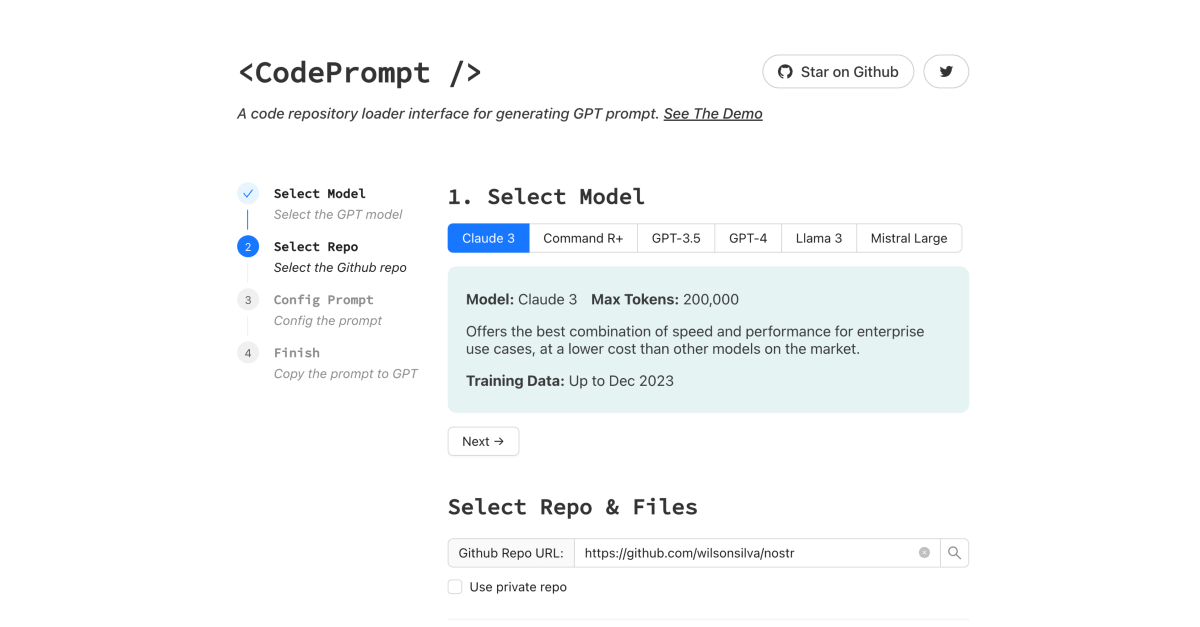 <CodePrompt />
Star on Github
A code repository loader interface for generating GPT prompt. See The Demo
Select Model
Select the GPT model
2
Select Repo
Select the Github repo
3
Config Prompt
Config the prompt
4
Finish
Copy the prompt to GPT
1. Select Model
Claude 3
Command R+
GPT-3.5
GPT-4
Llama 3
Mistral Large
Model: Claude 3 Max Tokens: 200,000
Offers the best combination of speed and performance for enterprise
use cases, at a lower cost than other models on the market.
Training Data: Up to Dec 2023
Next →
Select Repo & Files
Github Repo URL:
https://github.com/wilsonsilva/nostr
Use private repo